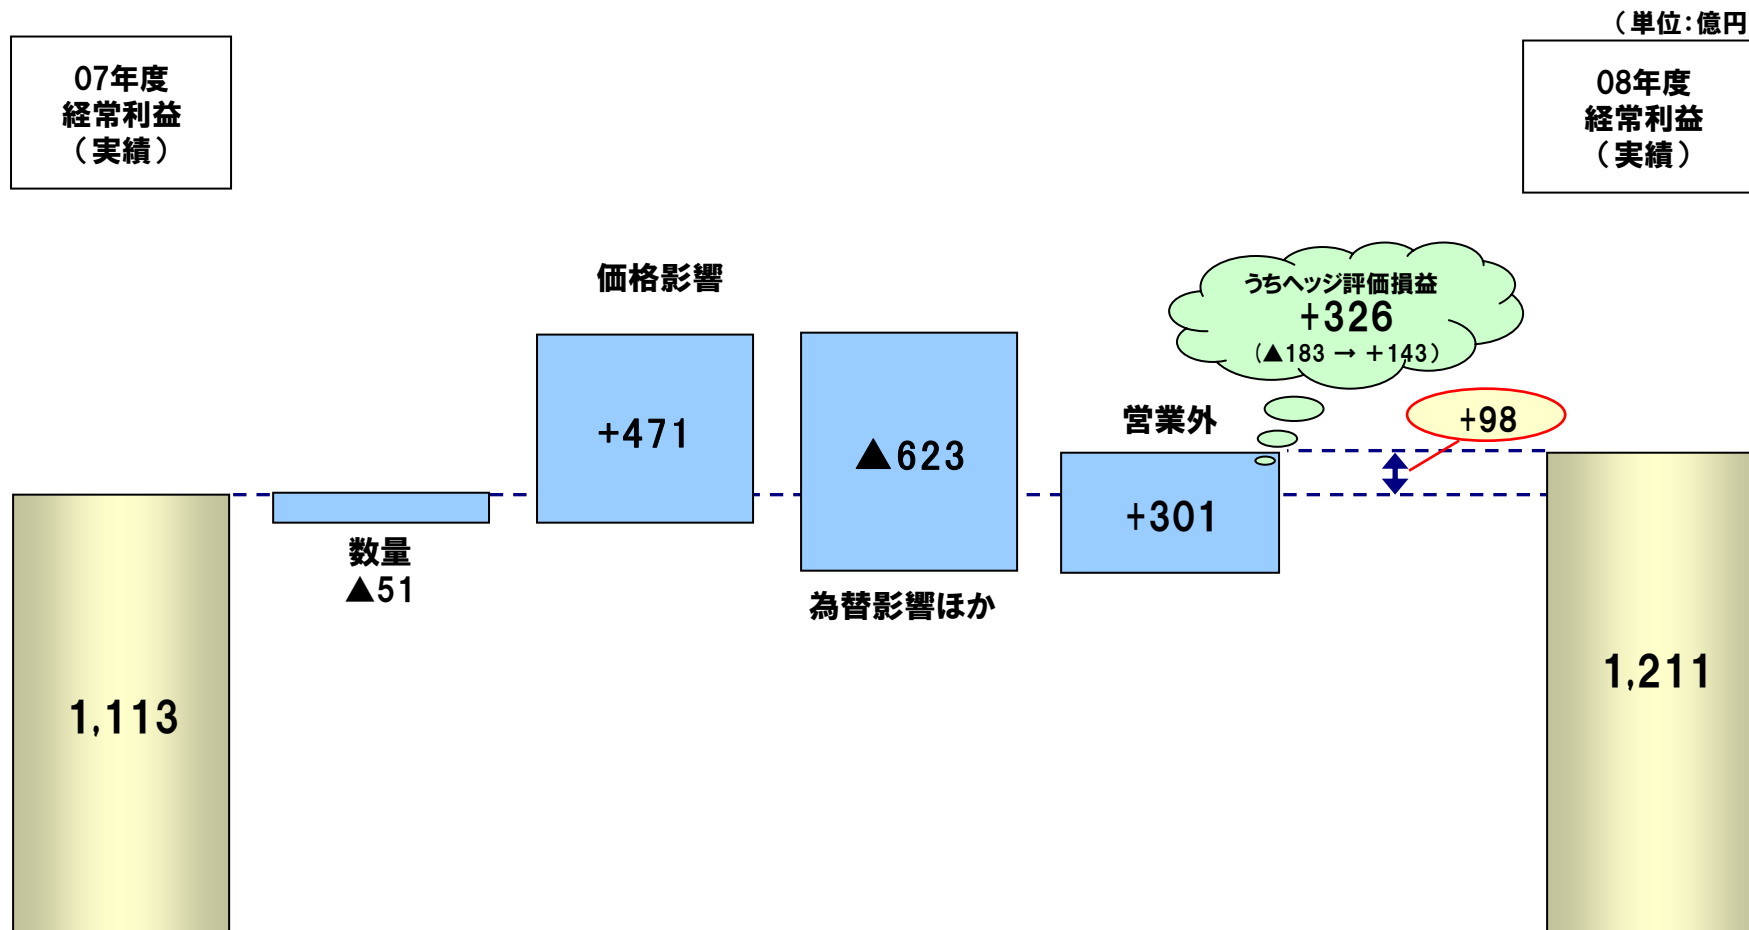 （単位：億円
07年度
経常利益
（実績）
08年度
経常利益
（実績）
価格影響
うちヘッジ評価損益
+326
（▲183 → ＋143）
営業外
+98
+471
▲623
+301
数量
▲51
為替影響ほか
1,113
1,211